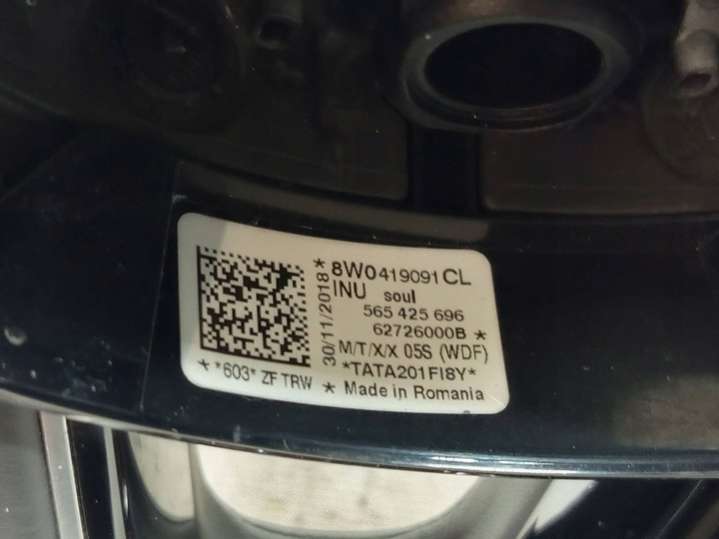 *8W0419091CL
INU soul
565 425 696
62726000B *
M/T/X/X 05S (WDF)
*TATA201FI8Y*
* Made in Romania
30/11/2018
**603* ZF TRW